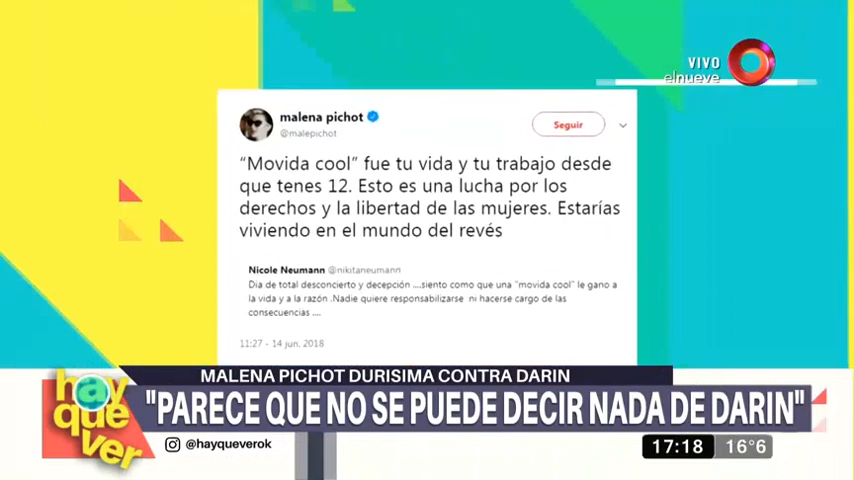 VIVO
elnueve
malena pichot
@malepichot
Seguir
“Movida cool” fue tu vida y tu trabajo desde
que tenes 12. Esto es una lucha por los
derechos y la libertad de las mujeres. Estarías
viviendo en el mundo del revés
Nicole Neumann @nikitaneumann
Dia de total desconcierto y decepción ....siento como que una "movida cool" le gano a
la vida y a la razón .Nadie quiere responsabilizarse ni hacerse cargo de las
consecuencias ....
11:27 - 14 jun. 2018
MALENA PICHOT DURISIMA CONTRA DARIN
"PARECE QUE NO SE PUEDE DECIR NADA DE DARIN"
hay
que
ver
@hayqueverok
17:18 16°6